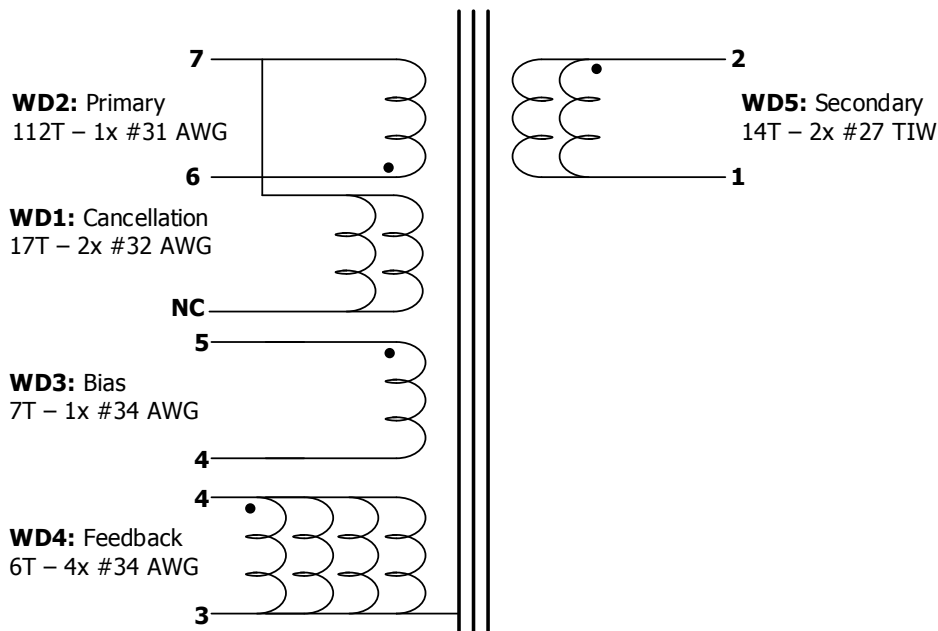 7
2
WD2: Primary
112T – 1x #31 AWG
WD5: Secondary
14T – 2x #27 TIW
6
1
WD1: Cancellation
17T – 2x #32 AWG
NC
5
WD3: Bias
7T – 1x #34 AWG
4
4
WD4: Feedback
6T – 4x #34 AWG
3